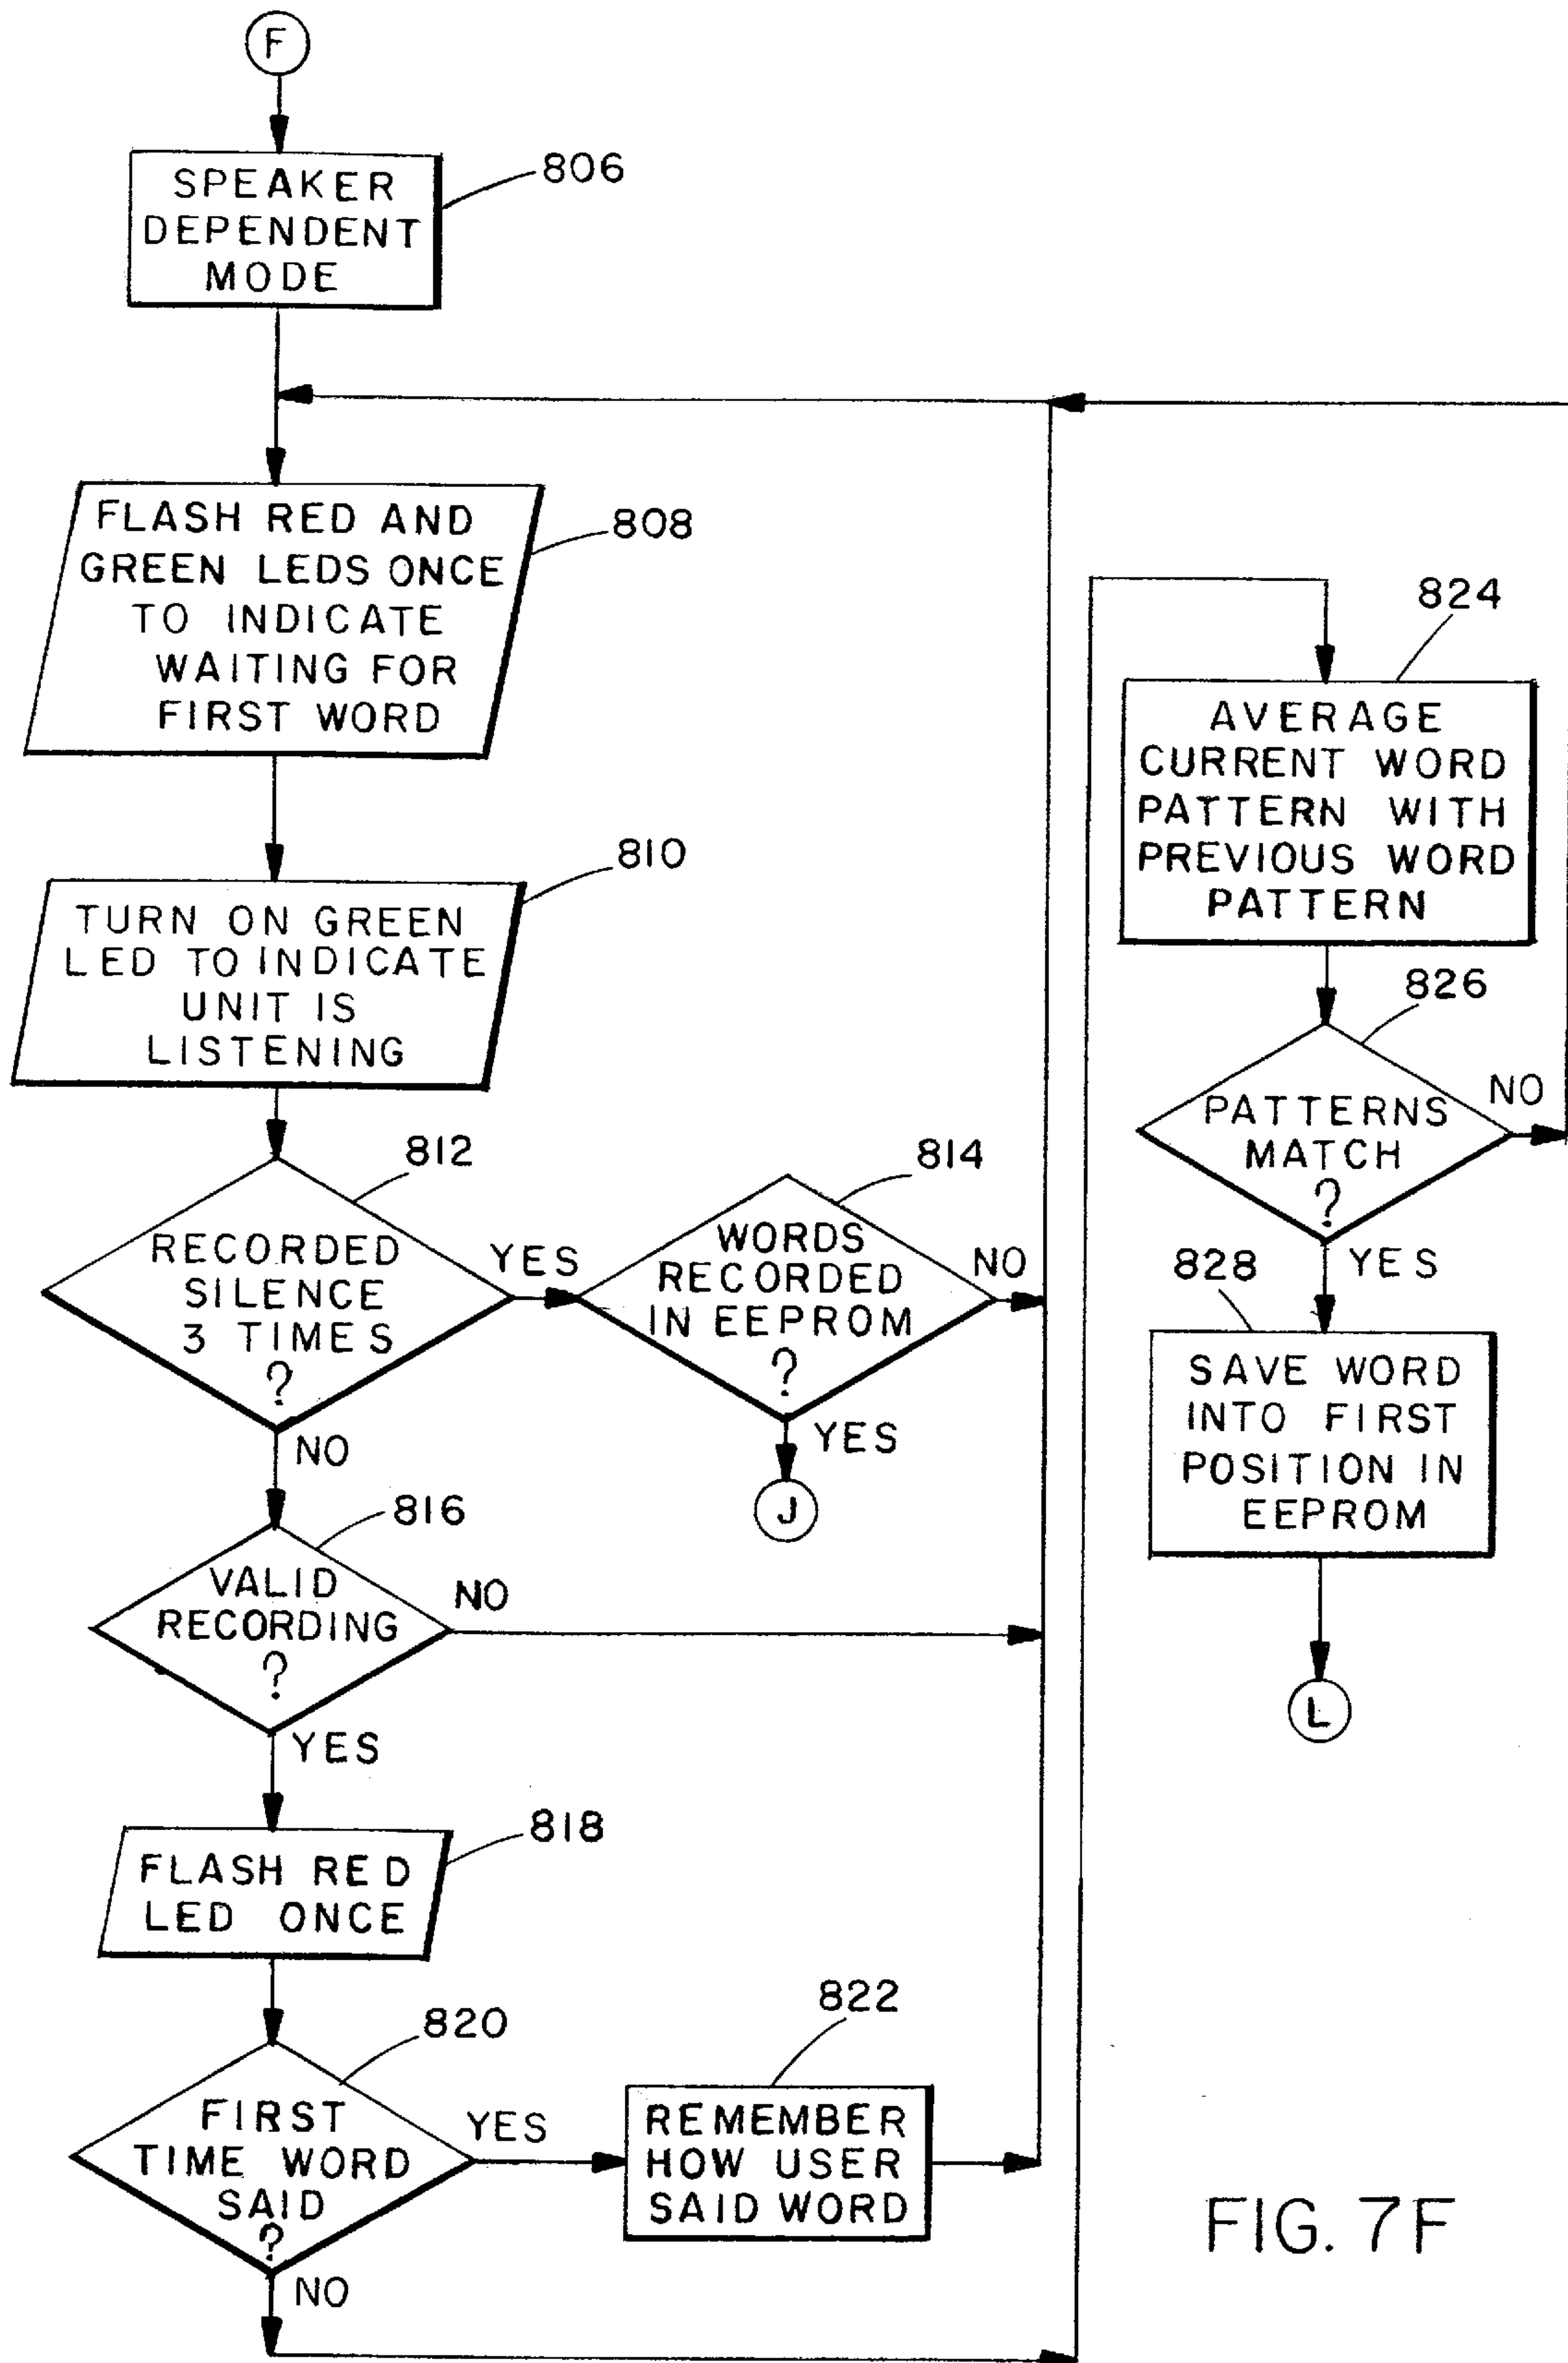 F
SPEAKER
DEPENDENT
MODE
806
FLASH RED AND
GREEN LEDS ONCE
TO INDICATE
WAITING FOR
FIRST WORD
808
TURN ON GREEN
LED TO INDICATE
UNIT IS
LISTENING
810
RECORDED
SILENCE
3 TIMES
?
812
YES
NO
WORDS
RECORDED
IN EEPROM
?
814
NO
YES
J
VALID
RECORDING
?
816
NO
YES
FLASH RED
LED ONCE
818
FIRST
TIME WORD
SAID
?
820
YES
NO
REMEMBER
HOW USER
SAID WORD
822
AVERAGE
CURRENT WORD
PATTERN WITH
PREVIOUS WORD
PATTERN
824
PATTERNS
MATCH
?
826
NO
YES
SAVE WORD
INTO FIRST
POSITION IN
EEPROM
828
L
FIG. 7F